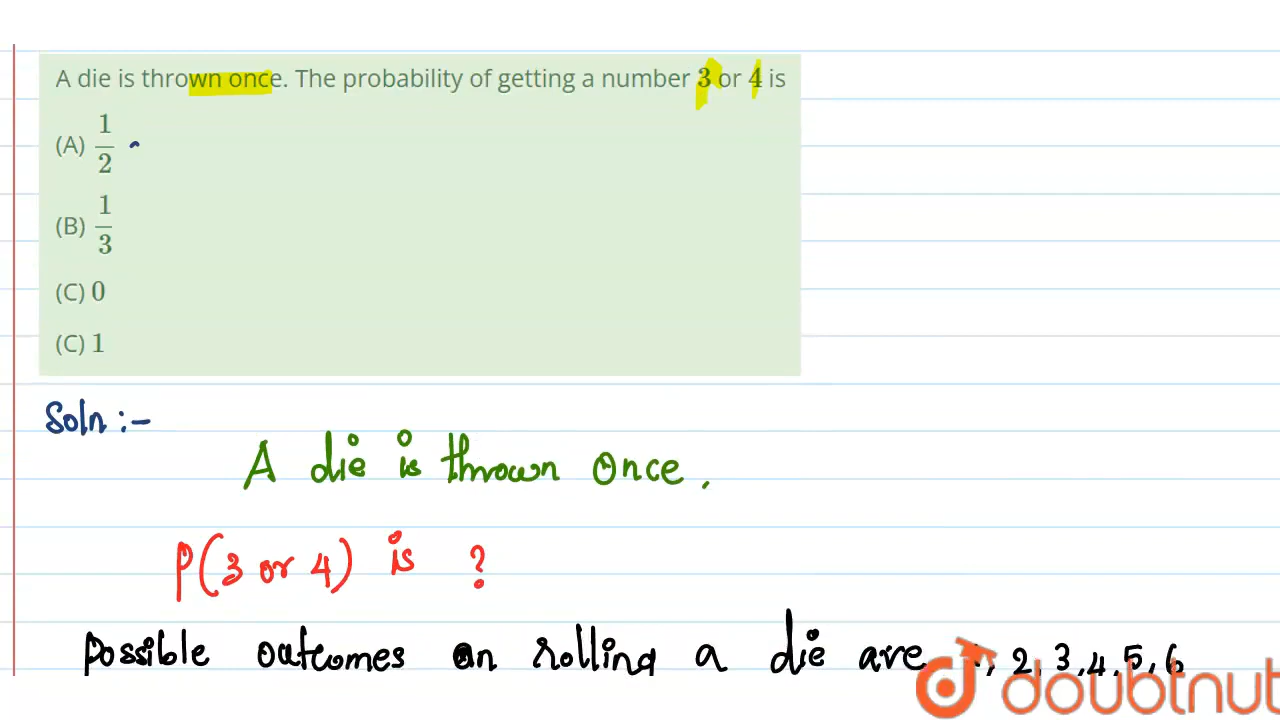 A die is thrown once. The probability of getting a number 3 or 4 is
(A) 1/2
(B) 1/3
(C) 0
(C) 1
Soln :-
A die is thrown once.
P(3 or 4) is ?
Possible outcomes on rolling a die are , 2, 3, 4, 5, 6
doubtnut